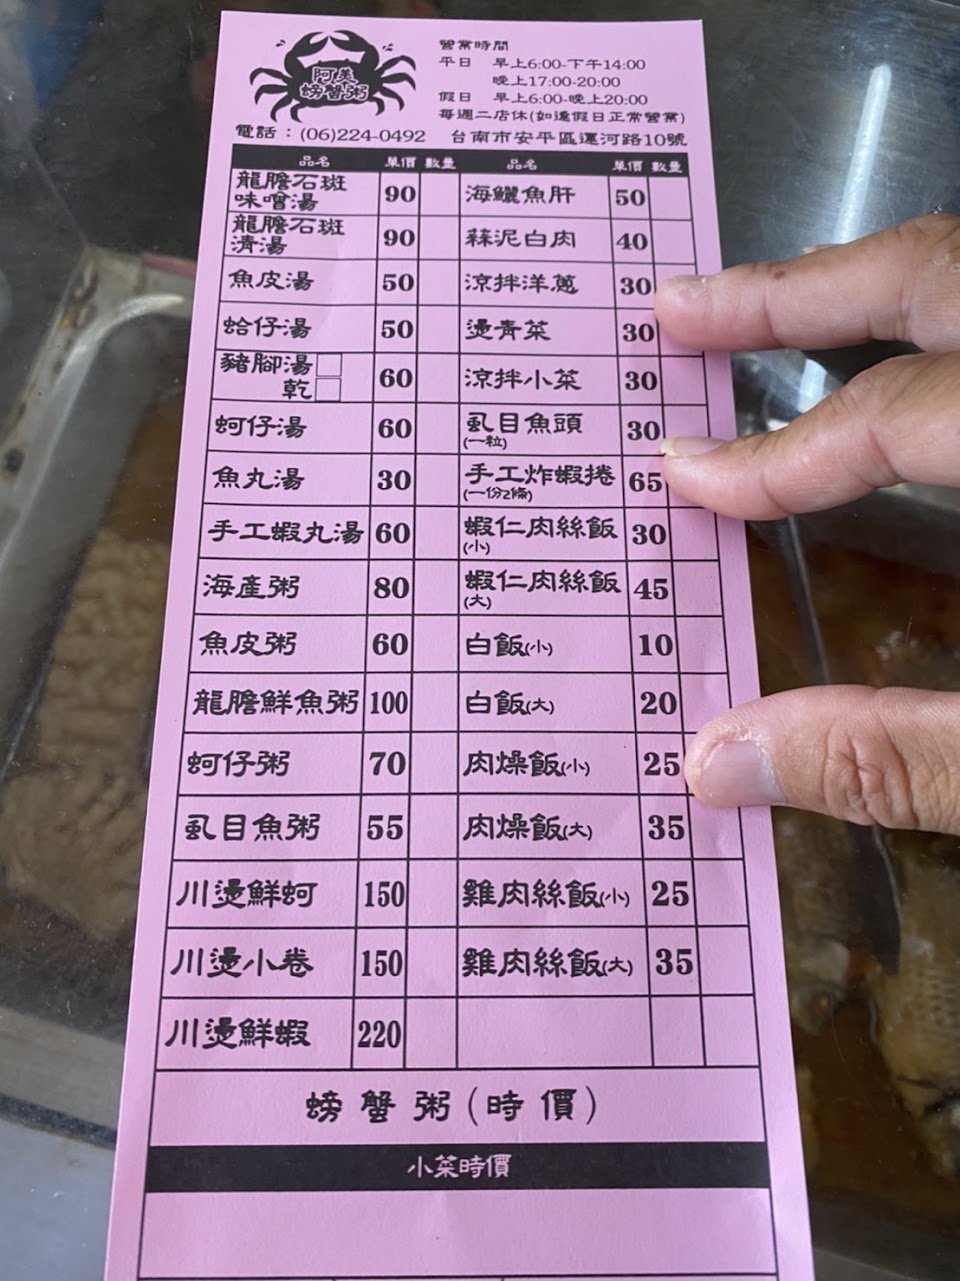 阿美
螃蟹粥
營業時間
平日 早上6:00-下午14:00
晚上17:00-20:00
假日 早上6:00-晚上20:00
每週二店休(如逢假日正常營業)
電話：(06)224-0492 台南市安平區運河路10號
品名 單價 數量 品名 單價 數量
龍膽石斑
味噌湯 90 海鱺魚肝 50
龍膽石斑
清湯 90 蒜泥白肉 40
魚皮湯 50 涼拌洋蔥 30
蛤仔湯 50 燙青菜 30
豬腳湯
乾 60 涼拌小菜 30
蚵仔湯 60 虱目魚頭 30
(一粒)
魚丸湯 30 手工炸蝦捲 65
(一份2條)
手工蝦丸湯 60 蝦仁肉絲飯 30
(小)
海產粥 80 蝦仁肉絲飯 45
(大)
魚皮粥 60 白飯(小) 10
龍膽鮮魚粥 100 白飯(大) 20
蚵仔粥 70 肉燥飯(小) 25
虱目魚粥 55 肉燥飯(大) 35
川燙鮮蚵 150 雞肉絲飯(小) 25
川燙小卷 150 雞肉絲飯(大) 35
川燙鮮蝦 220
螃蟹粥(時價)
小菜時價